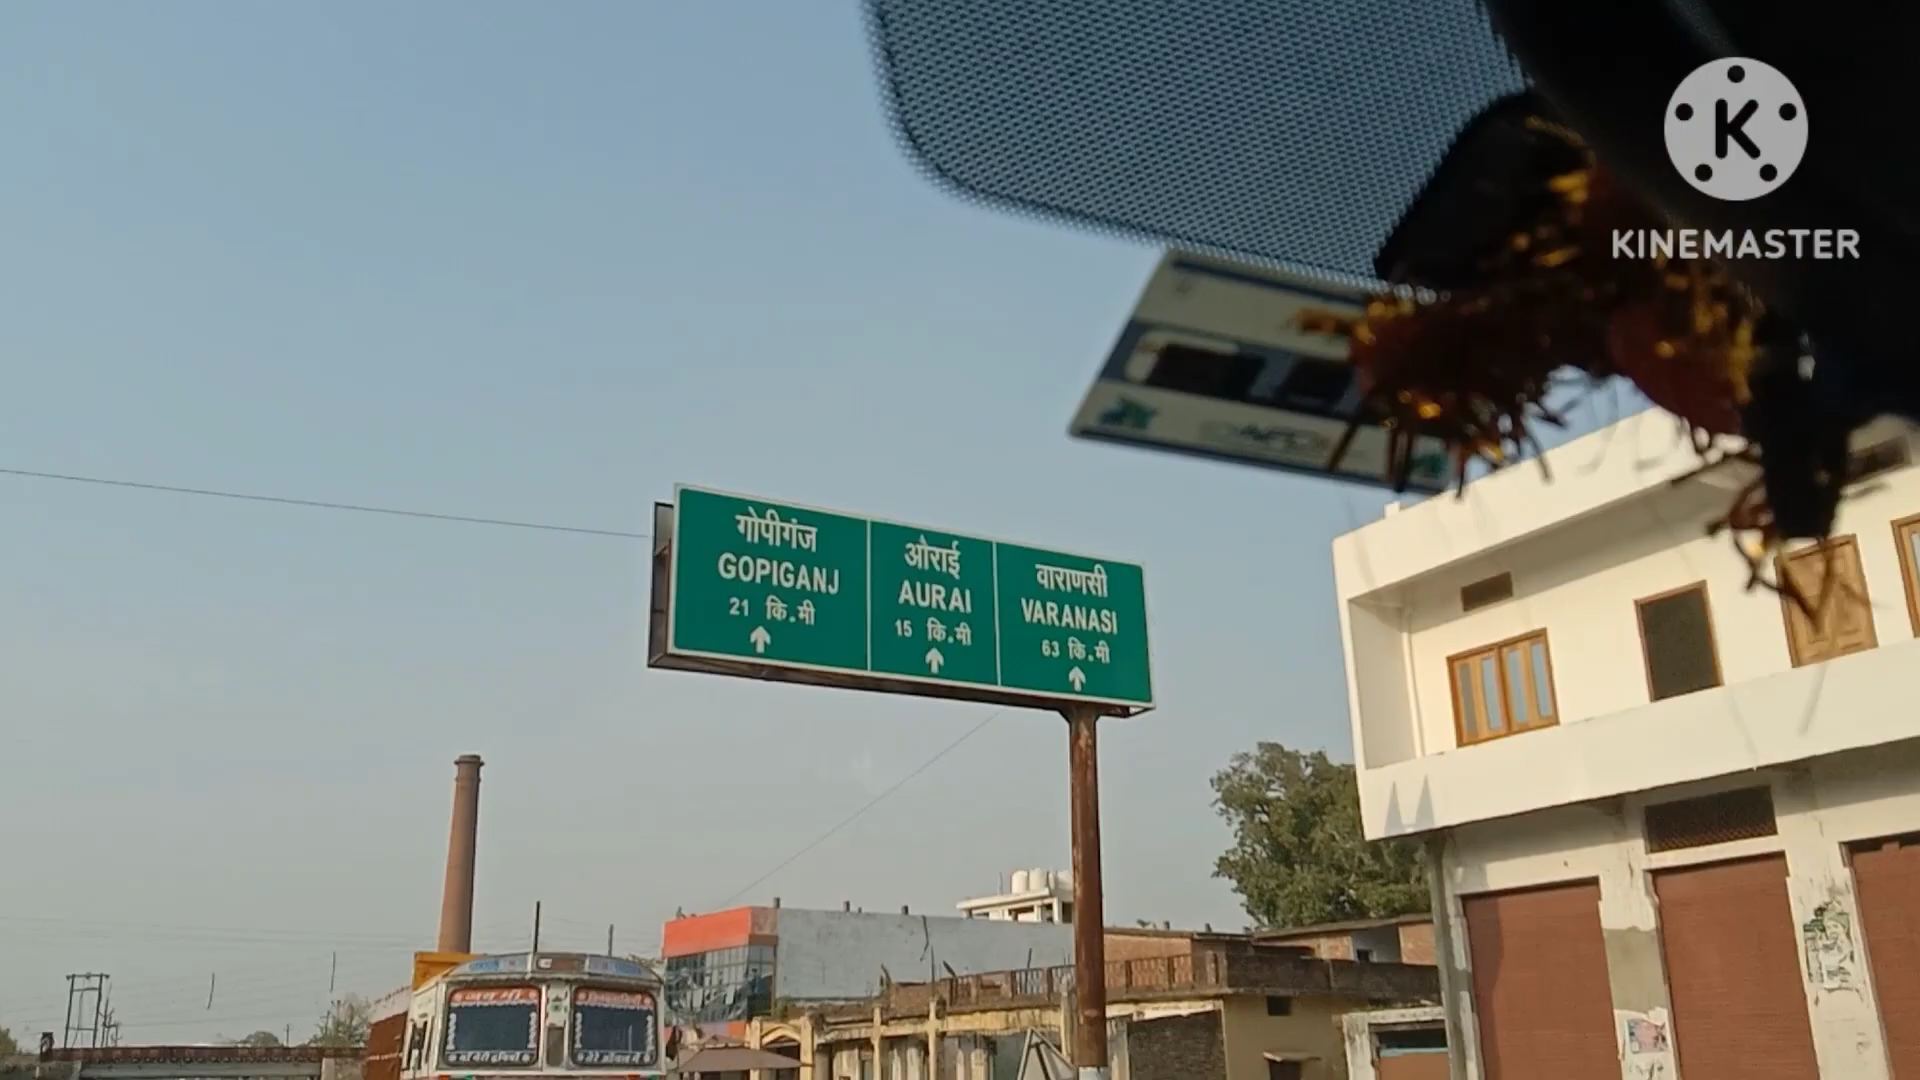 K
KINEMASTER
गोपीगंज
GOPIGANJ
21 कि.मी
औराई
AURAI
15 कि.मी
वाराणसी
VARANASI
63 कि.मी